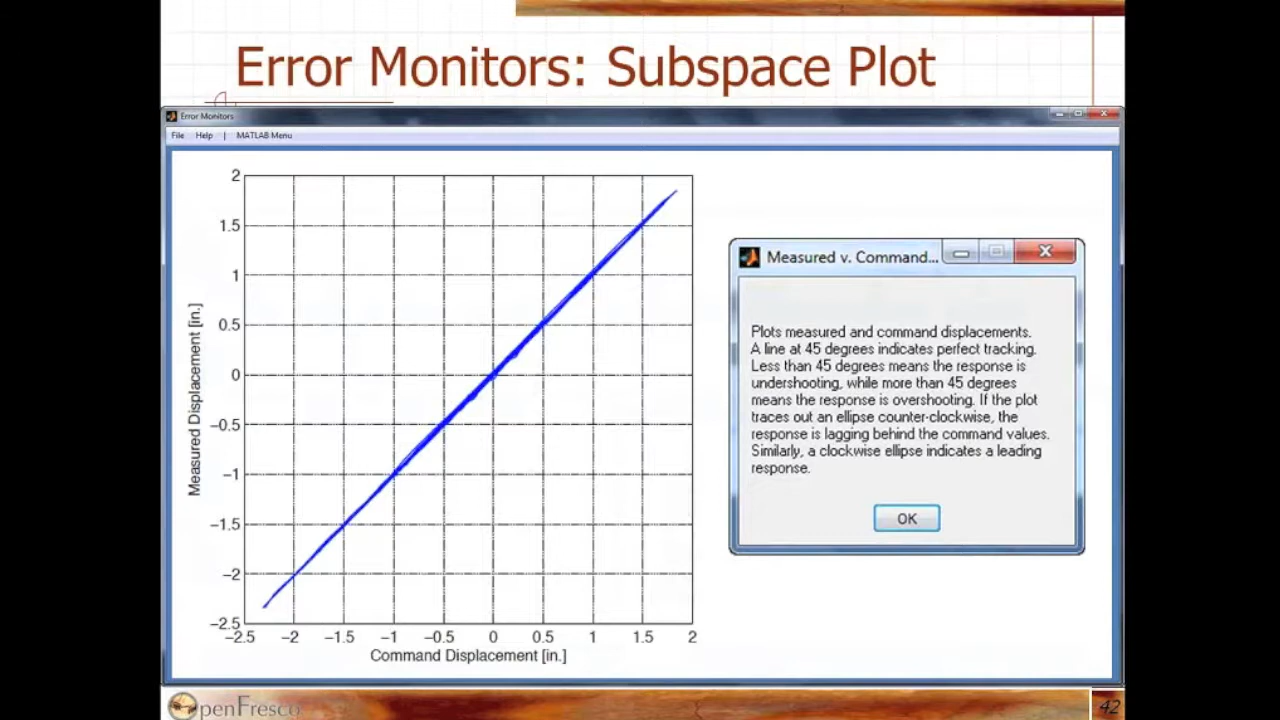 Error Monitors: Subspace Plot
Error Monitors
File Help | MATLAB Menu
2
1.5
1
0.5
0
−0.5
−1
−1.5
−2
−2.5
Measured Displacement [in.]
−2.5 −2 −1.5 −1 −0.5 0 0.5 1 1.5 2
Command Displacement [in.]
Measured v. Command...
Plots measured and command displacements.
A line at 45 degrees indicates perfect tracking.
Less than 45 degrees means the response is
undershooting, while more than 45 degrees
means the response is overshooting. If the plot
traces out an ellipse counter-clockwise, the
response is lagging behind the command values.
Similarly, a clockwise ellipse indicates a leading
response.
OK
OpenFresco
42